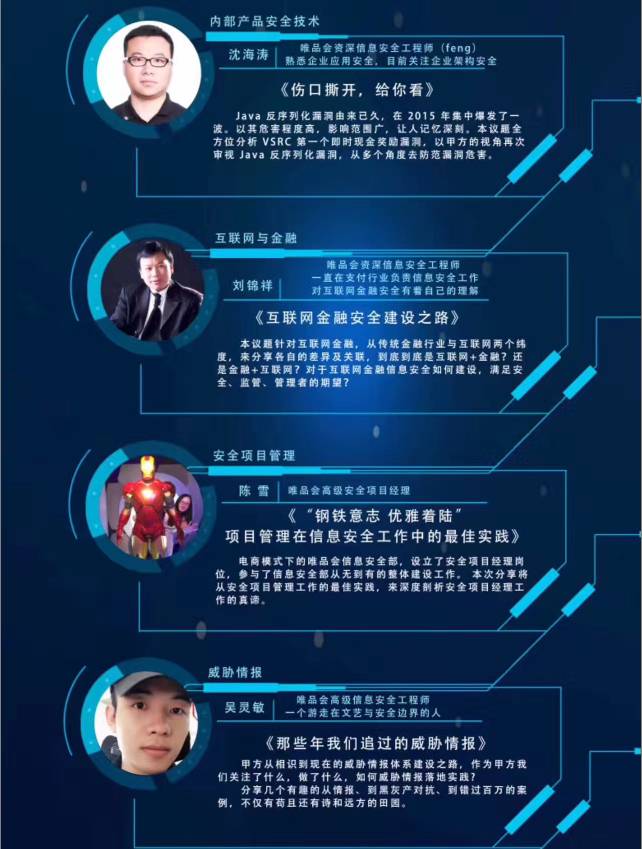 内部产品安全技术
沈海涛
唯品会资深信息安全工程师（feng）
熟悉企业应用安全，目前关注企业架构安全
《伤口撕开，给你看》
Java 反序列化漏洞由来已久，在 2015 年集中爆发了一
波。以其危害程度高，影响范围广，让人记忆深刻。本议题全
方位分析 VSRC 第一个即时现金奖励漏洞，以甲方的视角再次
审视 Java 反序列化漏洞，从多个角度去防范漏洞危害。
互联网与金融
刘锦祥
唯品会资深信息安全工程师
一直在支付行业负责信息安全工作
对互联网金融安全有着自己的理解
《互联网金融安全建设之路》
本议题针对互联网金融，从传统金融行业与互联网两个纬
度，来分享各自的差异及关联，到底到底是互联网+金融？还
是金融+互联网？对于互联网金融信息安全如何建设，满足安
全、监管、管理者的期望？
安全项目管理
陈 雪
唯品会高级安全项目经理
《“钢铁意志 优雅着陆”
项目管理在信息安全工作中的最佳实践》
电商模式下的唯品会信息安全部，设立了安全项目经理岗
位，参与了信息安全部从无到有的整体建设工作。 本次分享将
从安全项目管理工作的最佳实践，来深度剖析安全项目经理工
作的真谛。
威胁情报
吴灵敏
唯品会高级信息安全工程师
一个游走在文艺与安全边界的人
《那些年我们追过的威胁情报》
甲方从相识到现在的威胁情报体系建设之路，作为甲方我
们关注了什么，做了什么，如何威胁情报落地实践？
分享几个有趣的从情报、到黑灰产对抗、到错过百万的案
例，不仅有苟且还有诗和远方的田园。